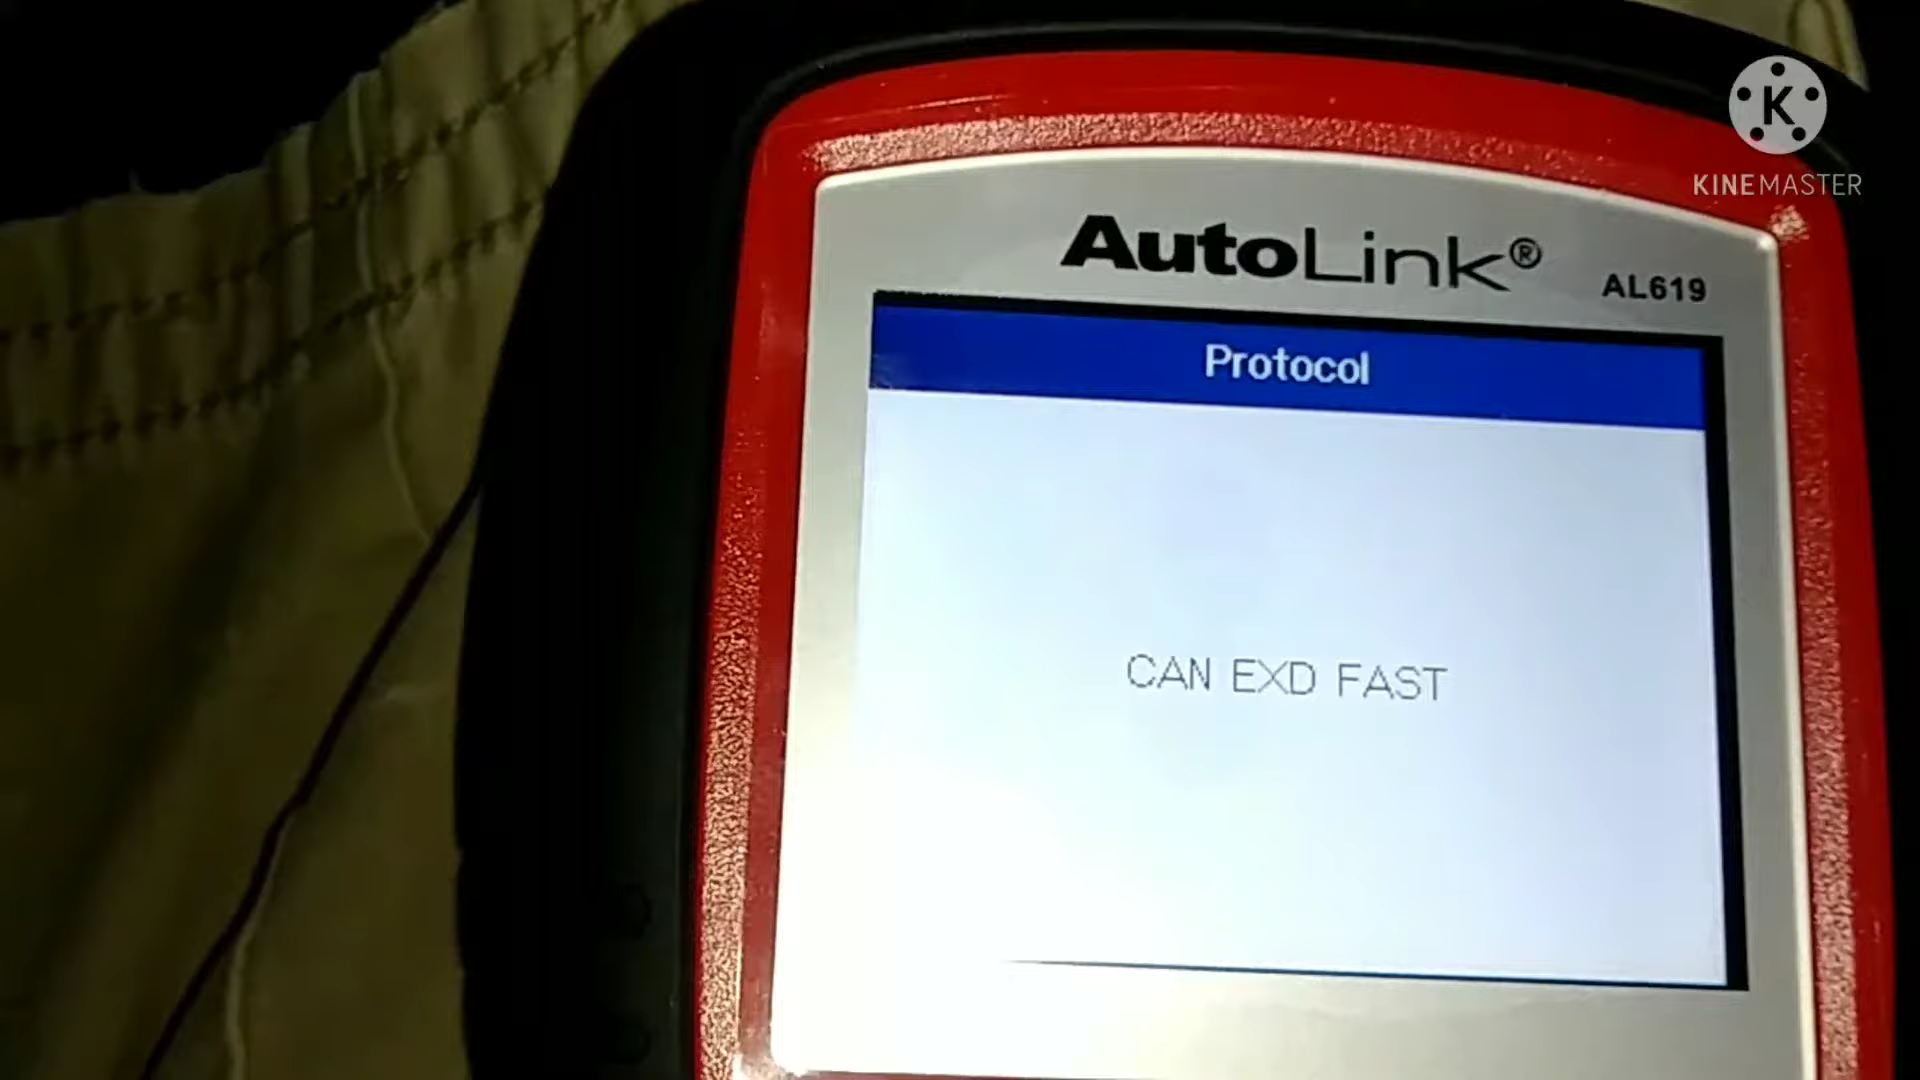 K
KINEMASTER
AutoLink®
AL619
Protocol
CAN EXD FAST